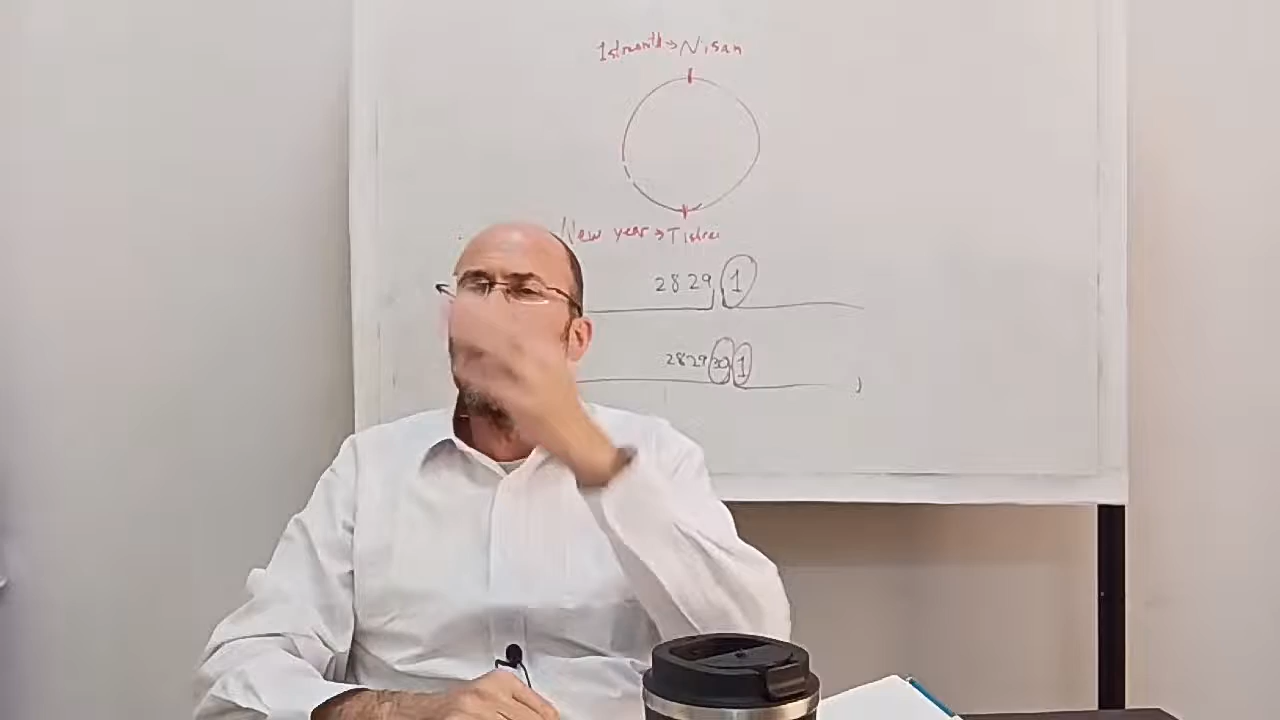 1st month → Nisan
New year → Tishrei
28 29 1
28 29 30 1